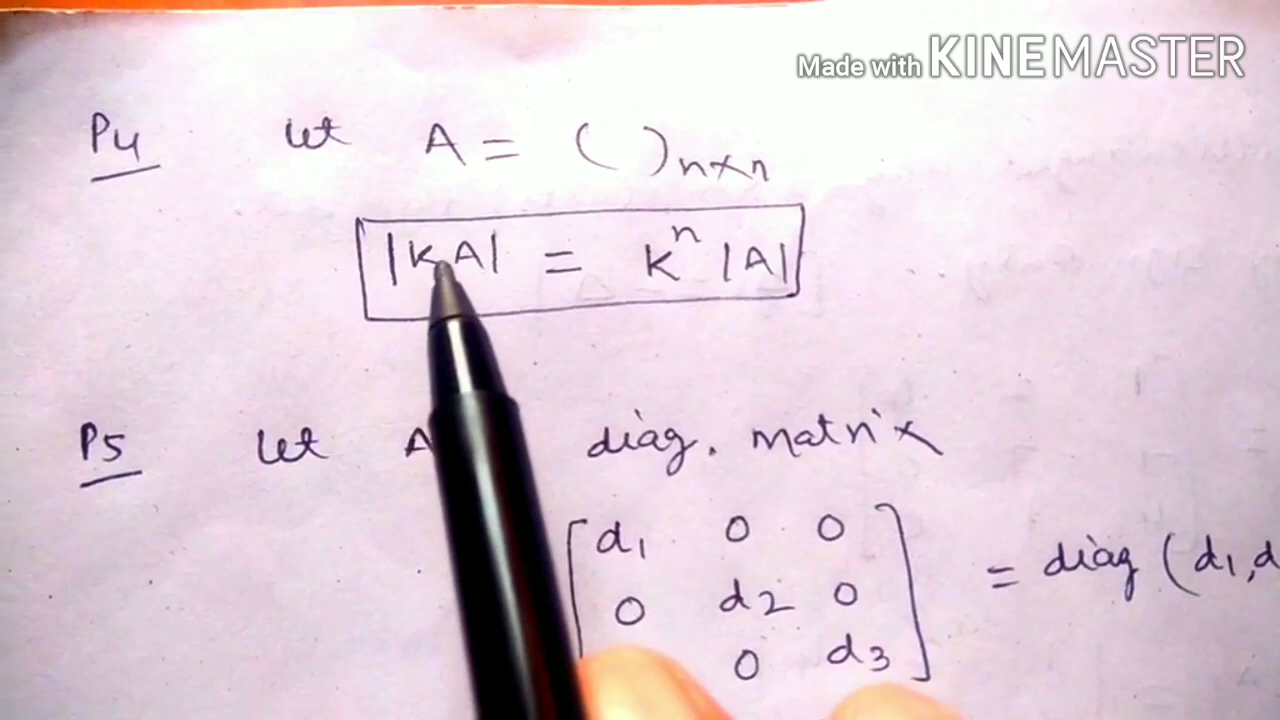 Made with KINEMASTER
P4 let A = ( )n×n
|KA| = Kⁿ |A|
P5 let A diag. matrix
d1 0 0
0 d2 0 = diag (d1, d
0 d3